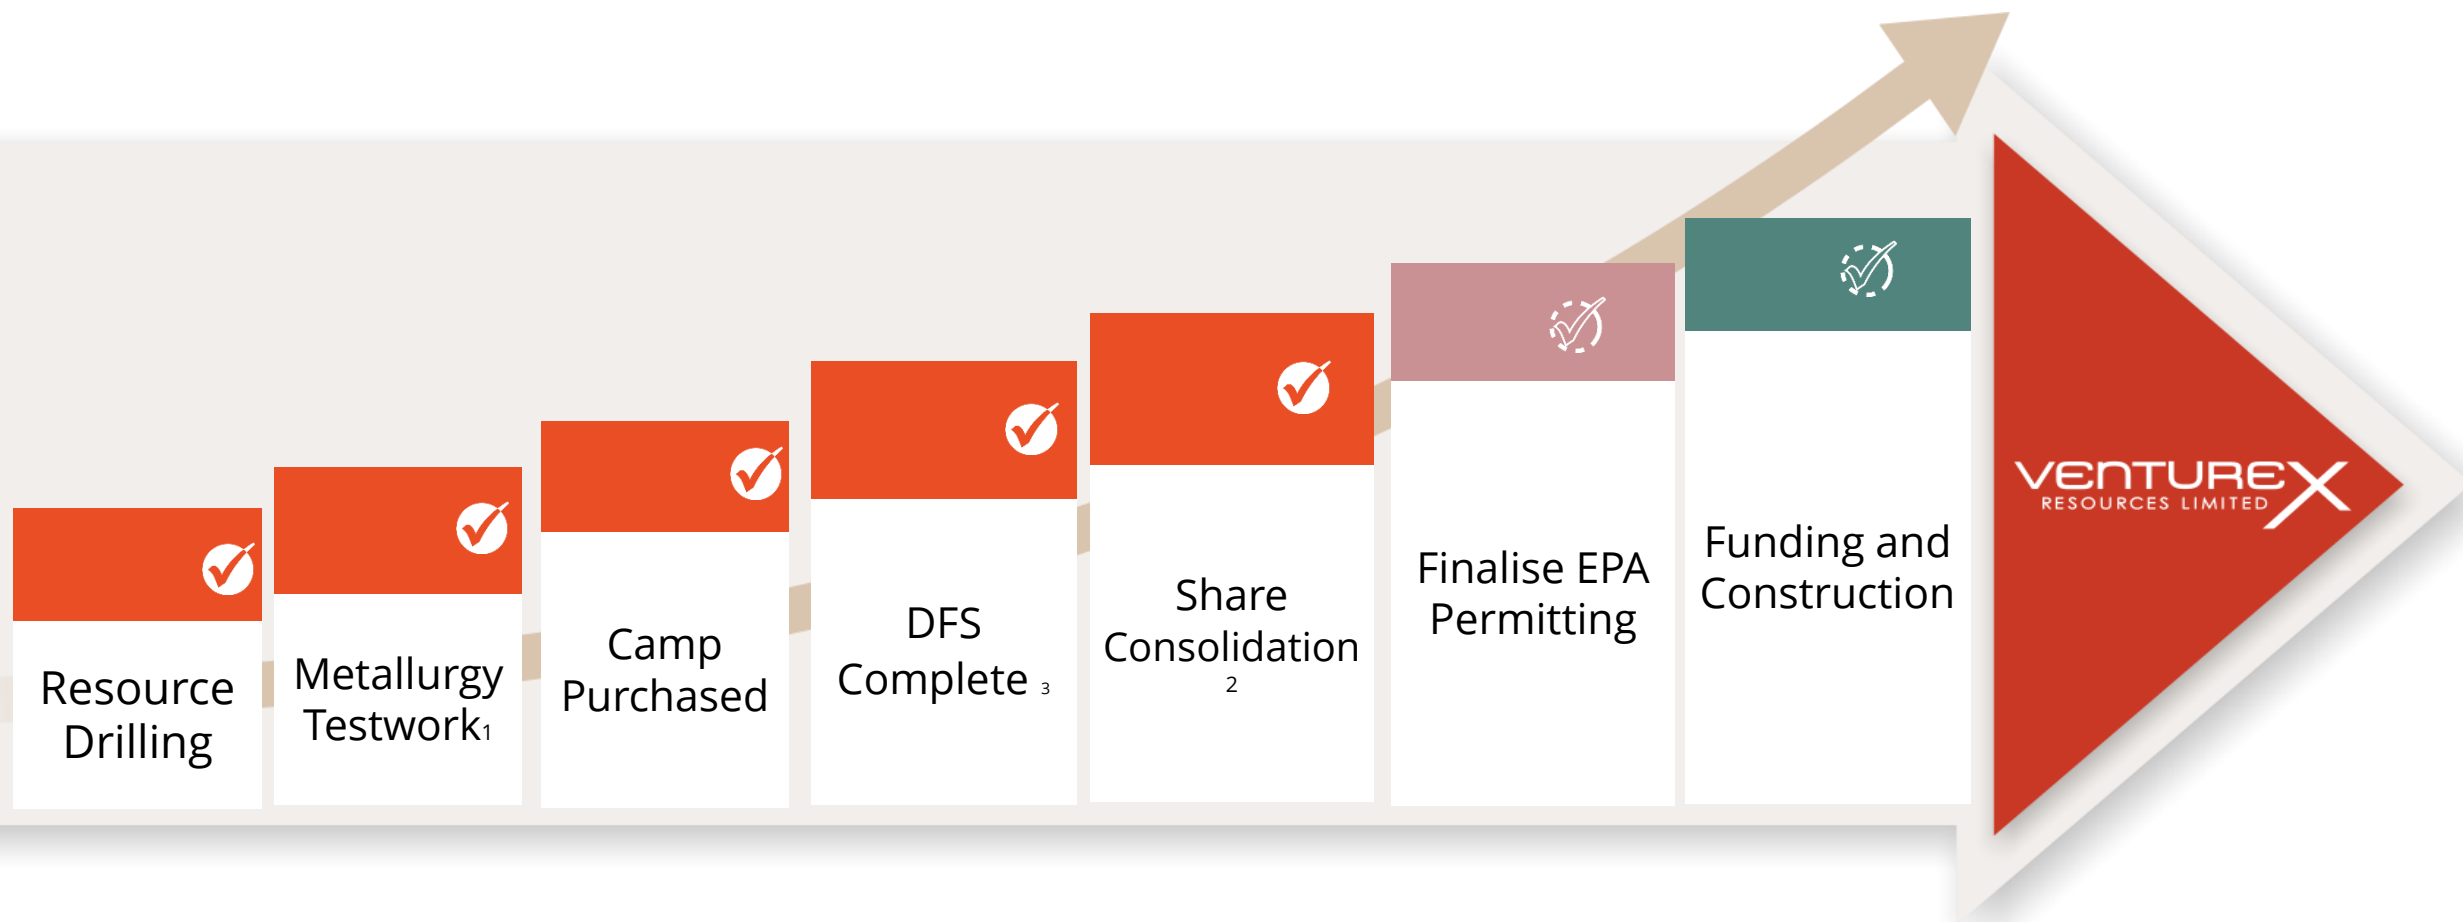 Resource
Drilling
Metallurgy
Testwork1
Camp
Purchased
DFS
Complete 3
Share
Consolidation
2
Finalise EPA
Permitting
Funding and
Construction
VENTUREX
RESOURCES LIMITED